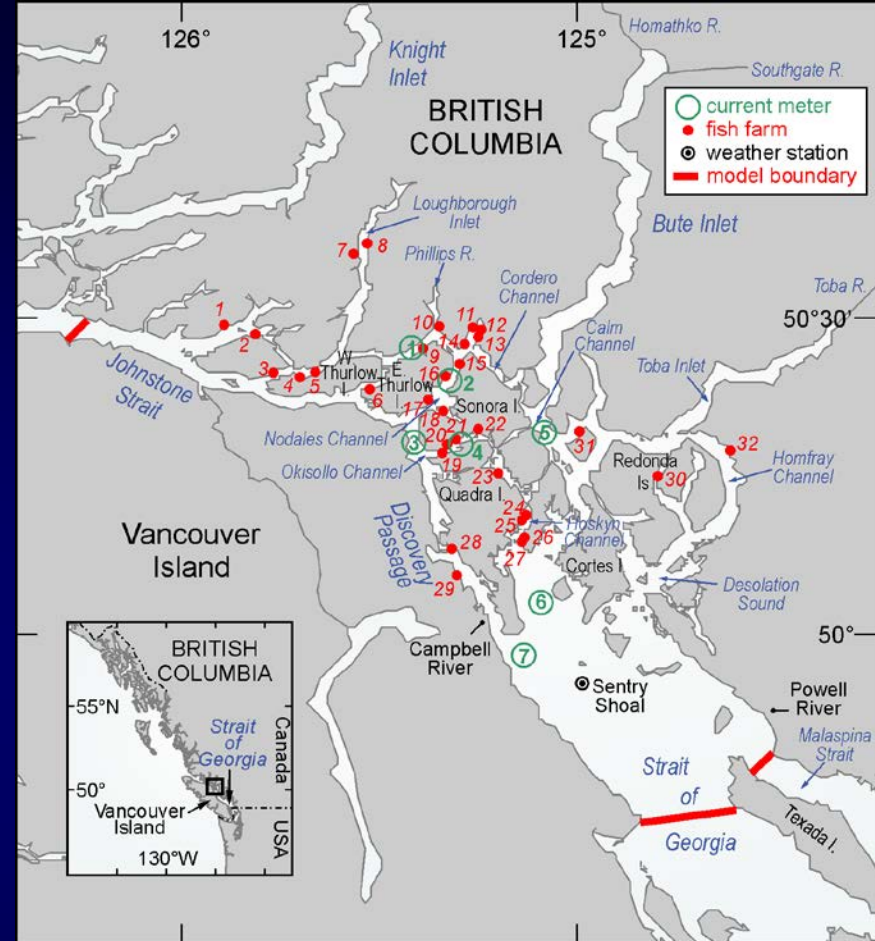 126°
125°
Homathko R.
Knight
Inlet
Southgate R.
BRITISH
COLUMBIA
current meter
fish farm
weather station
model boundary
Loughborough
Inlet
Bute Inlet
7
8
Phillips R.
Cordero
Channel
Toba R.
1
2
10
11
12
13
14
Cairn
Channel
50°30'
Johnstone
Strait
3
4
5
W.
Thurlow
I.
E.
Thurlow
I.
6
1
9
15
16
2
Toba Inlet
17
18
Sonora I.
Nodales Channel
3
20
21
22
4
19
5
31
32
Okisollo Channel
Redonda
Is
30
Homfray
Channel
23
Quadra I.
Vancouver
Island
Discovery
Passage
24
25
Hoskyn
Channel
26
27
28
29
Cortes I
Desolation
Sound
6
Campbell
River
7
50°
Sentry
Shoal
Powell
River
Malaspina
Strait
Strait
of
Georgia
Texada I.
BRITISH
COLUMBIA
55°N
Strait
of
Georgia
Canada
50°
Vancouver
Island
USA
130°W